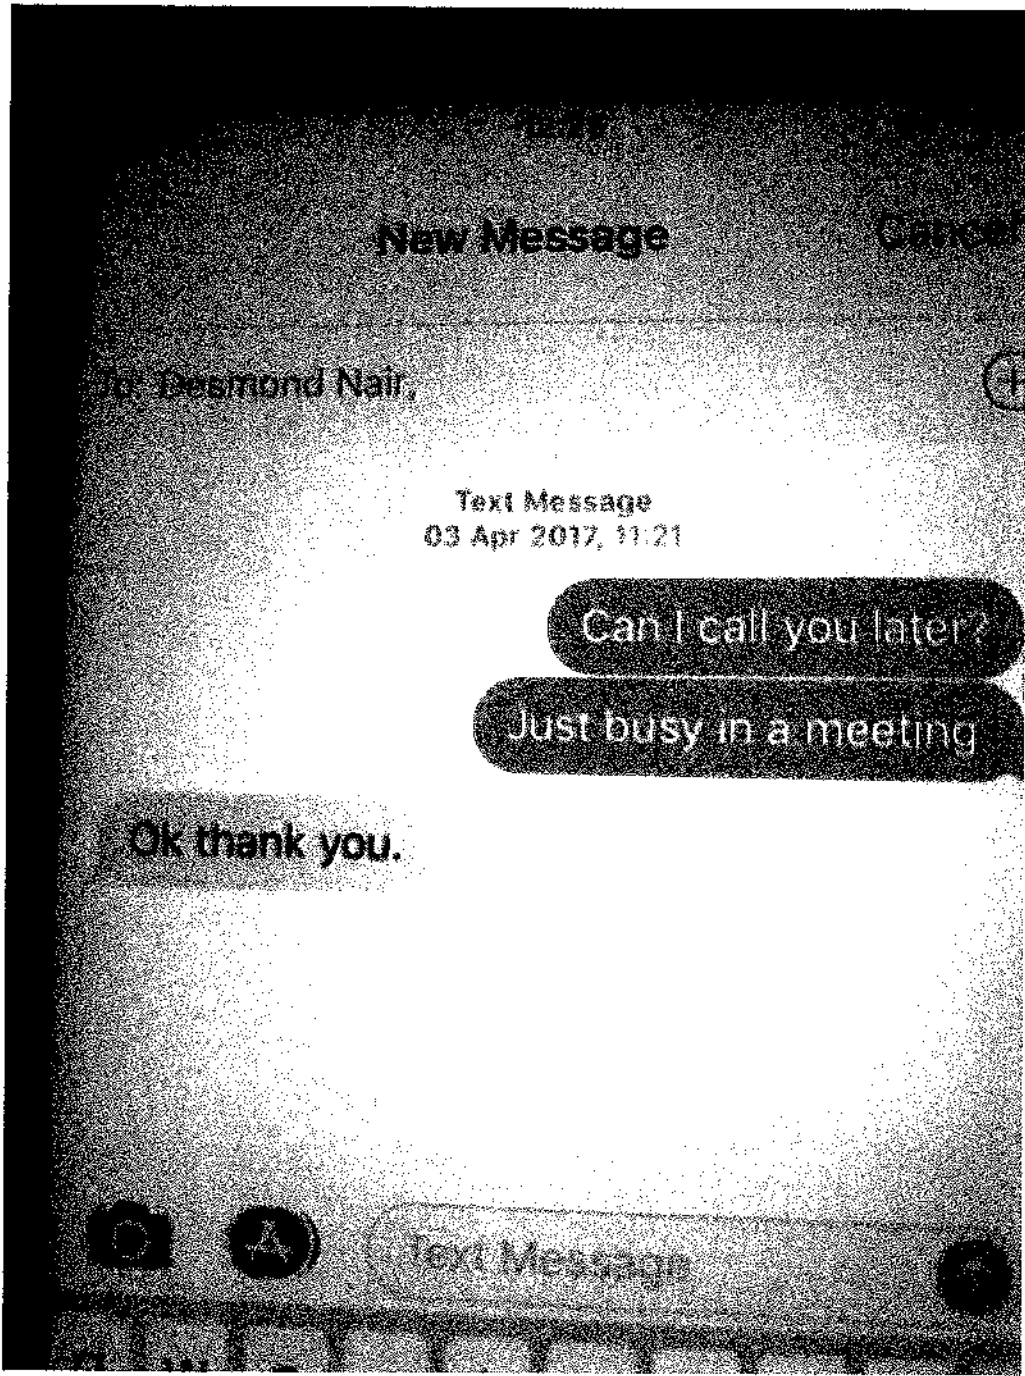 New Message
Cancel
To: Desmond Nair,
Text Message
03 Apr 2017, 11:21
Can I call you later?
Just busy in a meeting
Ok thank you.
Text Message